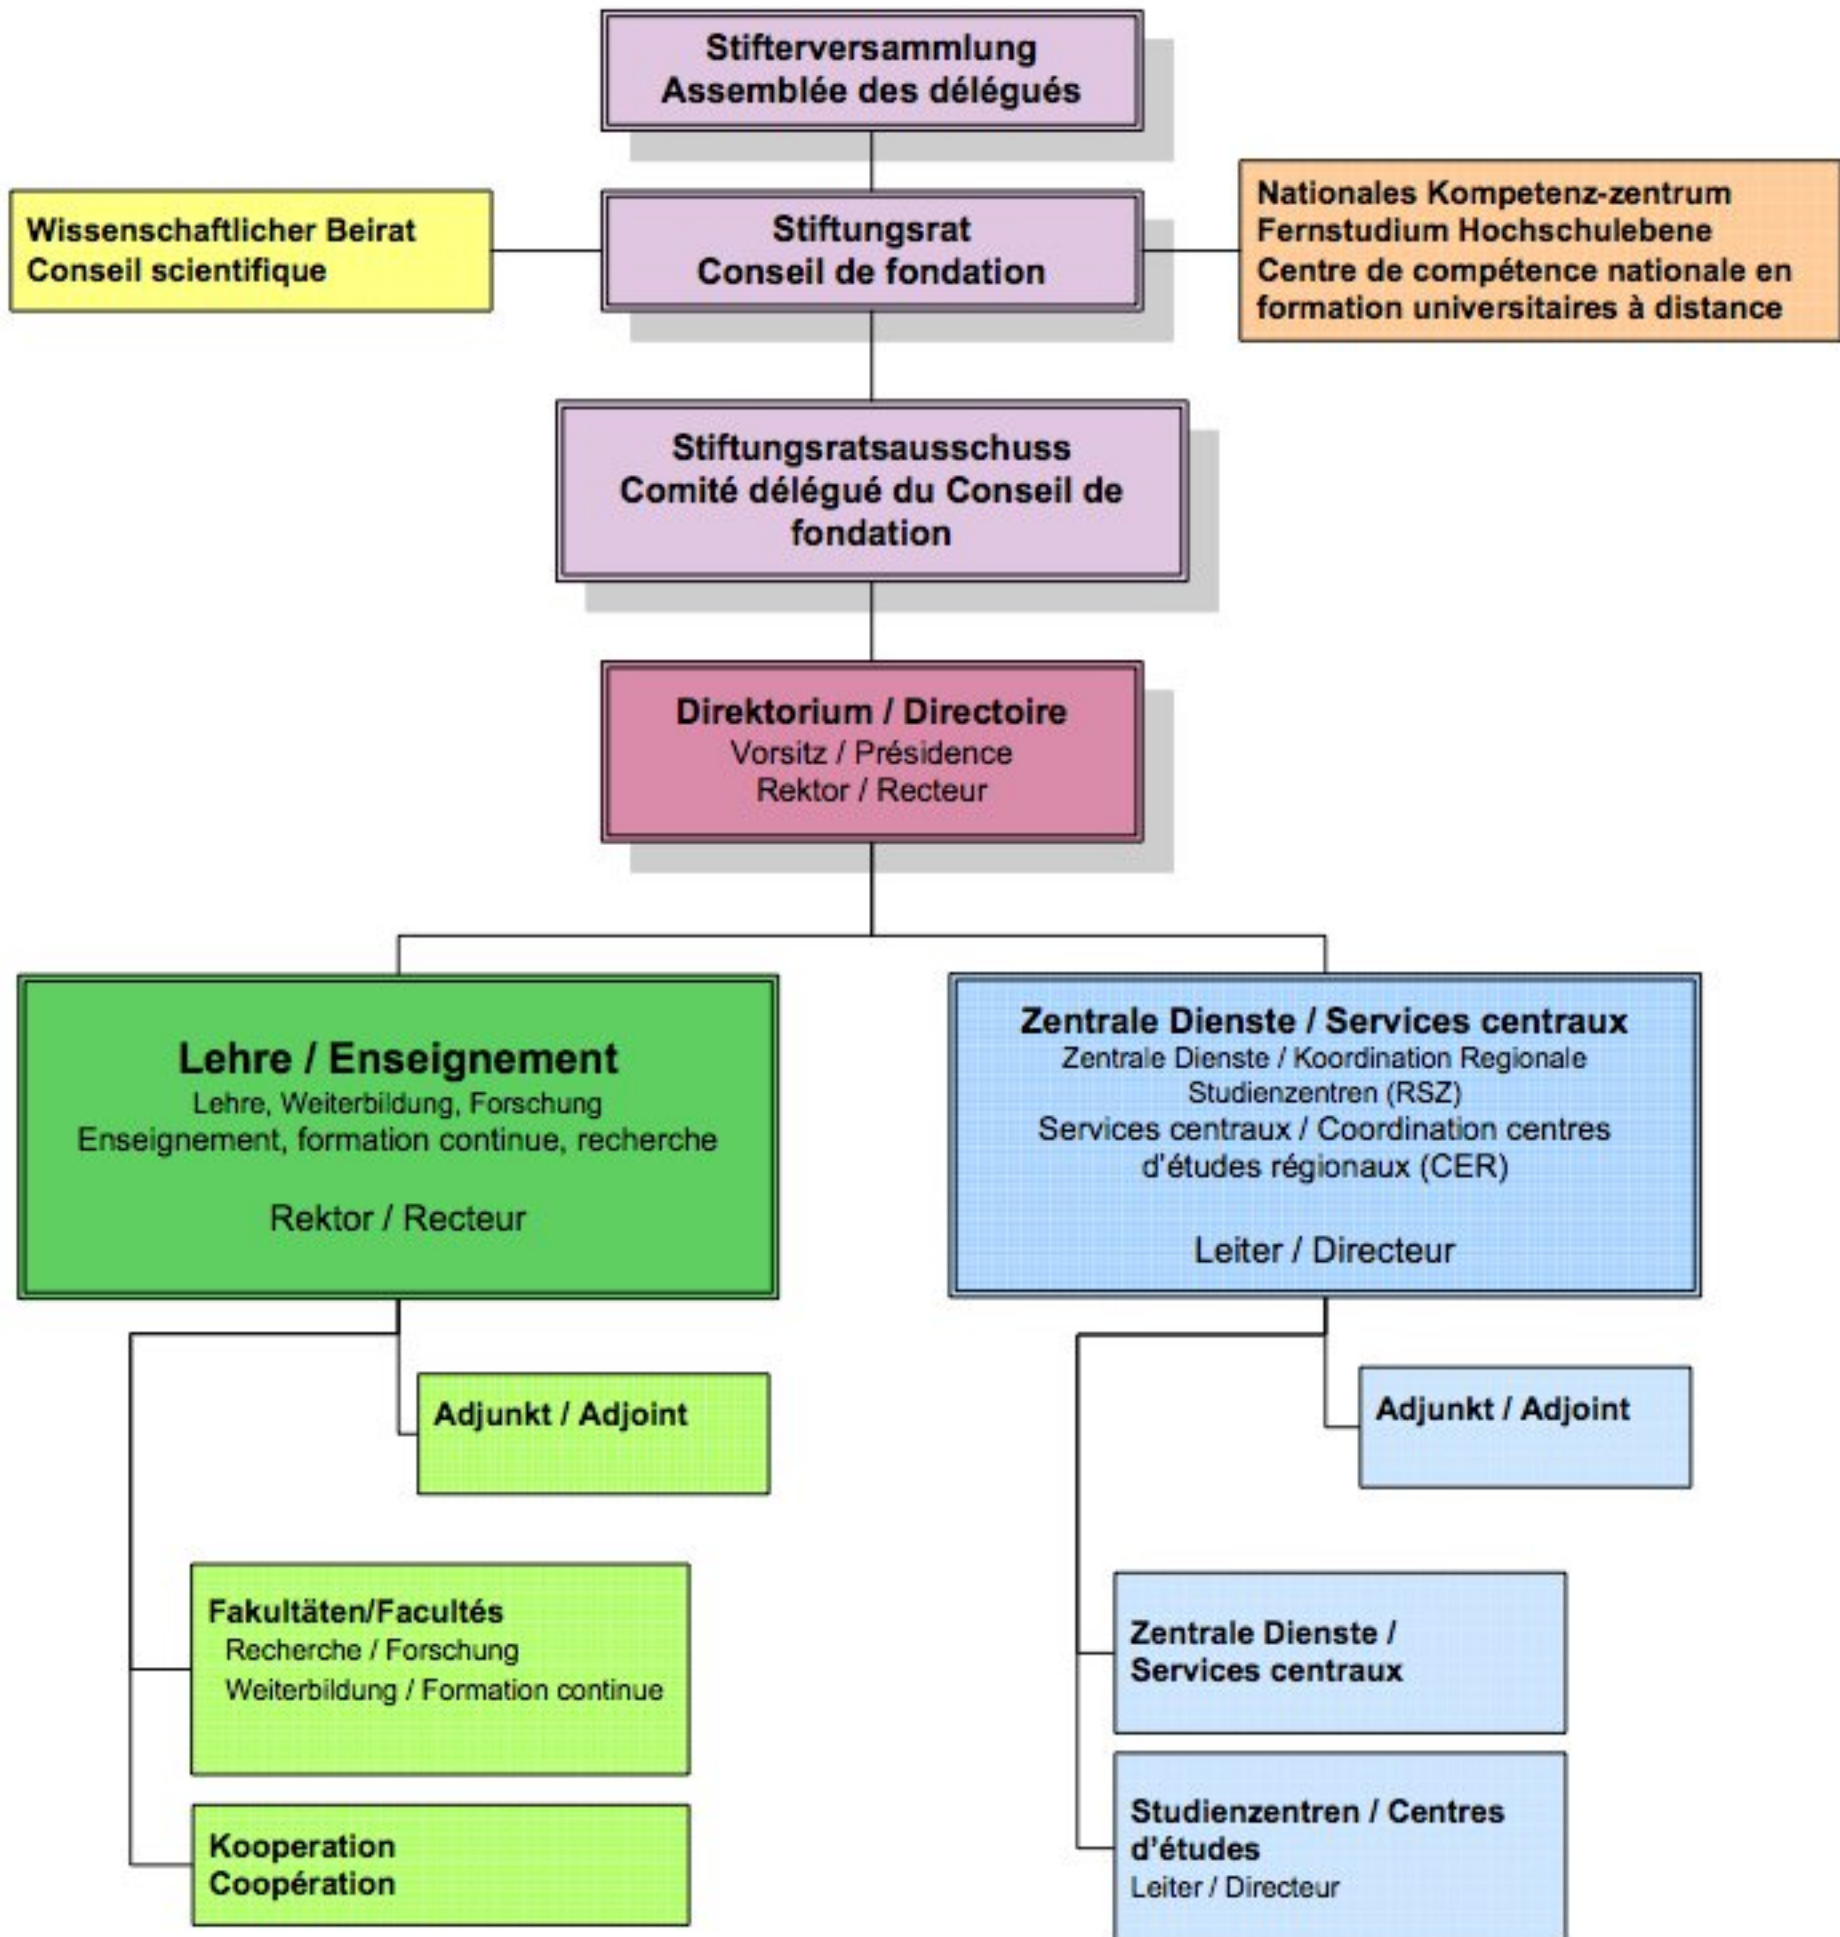 Stifterversammlung
Assemblée des délégués
Wissenschaftlicher Beirat
Conseil scientifique
Stiftungsrat
Conseil de fondation
Nationales Kompetenz-zentrum
Fernstudium Hochschulebene
Centre de compétence nationale en
formation universitaires à distance
Stiftungsratsausschuss
Comité délégué du Conseil de
fondation
Direktorium / Directoire
Vorsitz / Présidence
Rektor / Recteur
Lehre / Enseignement
Lehre, Weiterbildung, Forschung
Enseignement, formation continue, recherche
Rektor / Recteur
Zentrale Dienste / Services centraux
Zentrale Dienste / Koordination Regionale
Studienzentren (RSZ)
Services centraux / Coordination centres
d'études régionaux (CER)
Leiter / Directeur
Adjunkt / Adjoint
Fakultäten/Facultés
Recherche / Forschung
Weiterbildung / Formation continue
Kooperation
Coopération
Adjunkt / Adjoint
Zentrale Dienste /
Services centraux
Studienzentren / Centres
d'études
Leiter / Directeur